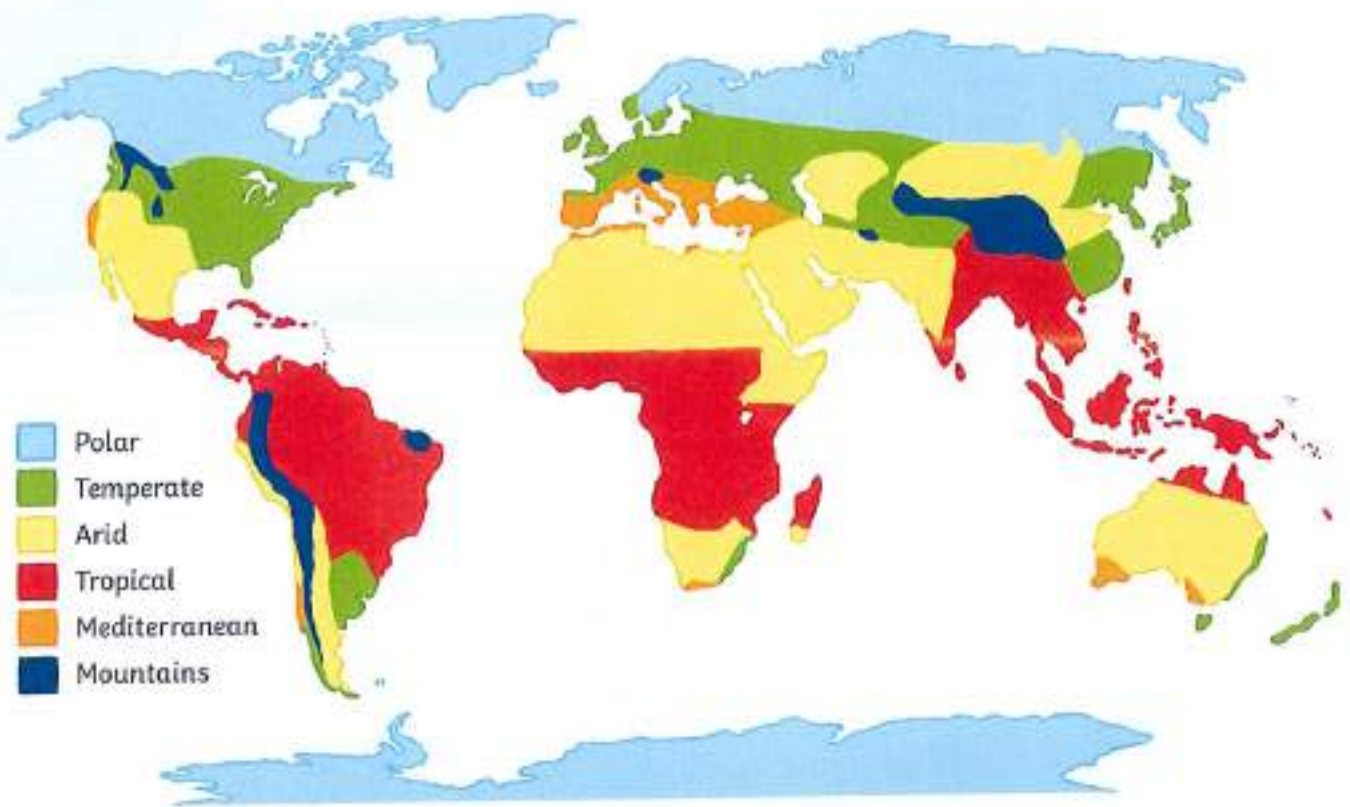 Polar
Temperate
Arid
Tropical
Mediterranean
Mountains